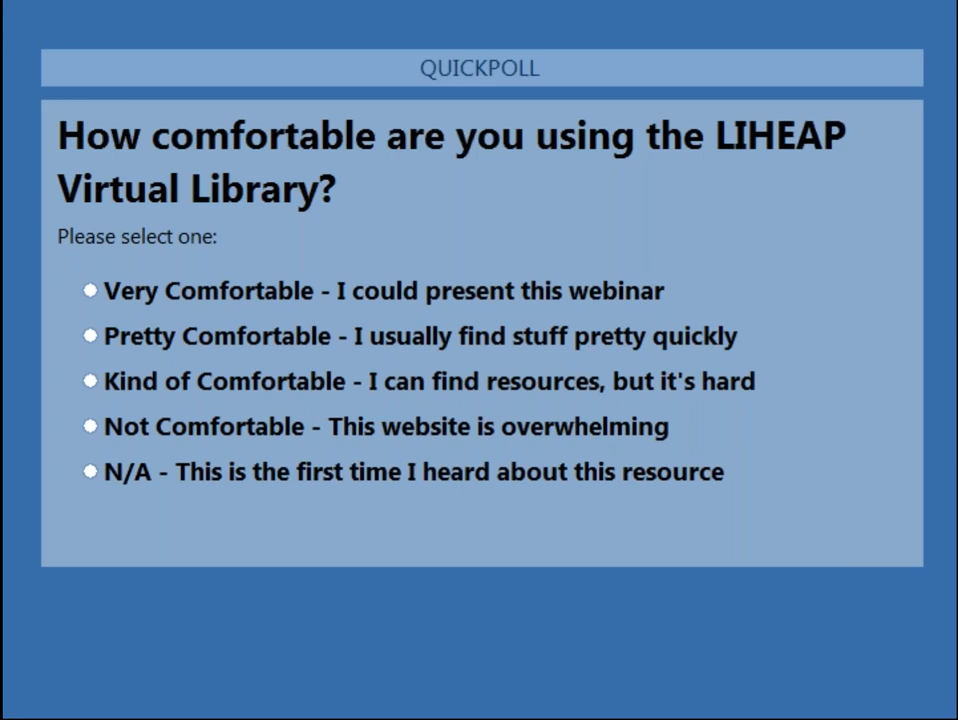 QUICKPOLL
How comfortable are you using the LIHEAP
Virtual Library?
Please select one:
Very Comfortable - I could present this webinar
Pretty Comfortable - I usually find stuff pretty quickly
Kind of Comfortable - I can find resources, but it's hard
Not Comfortable - This website is overwhelming
N/A - This is the first time I heard about this resource